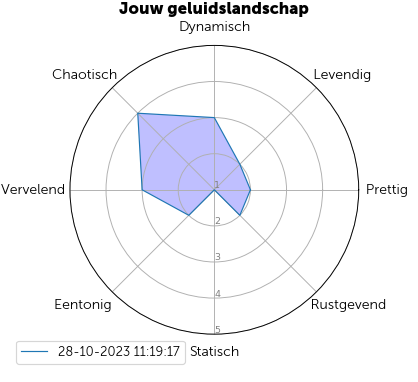 Jouw geluidslandschap
Dynamisch
Chaotisch
Levendig
Vervelend
1
Prettig
2
3
4
Eentonig
Rustgevend
5
28-10-2023 11:19:17
Statisch